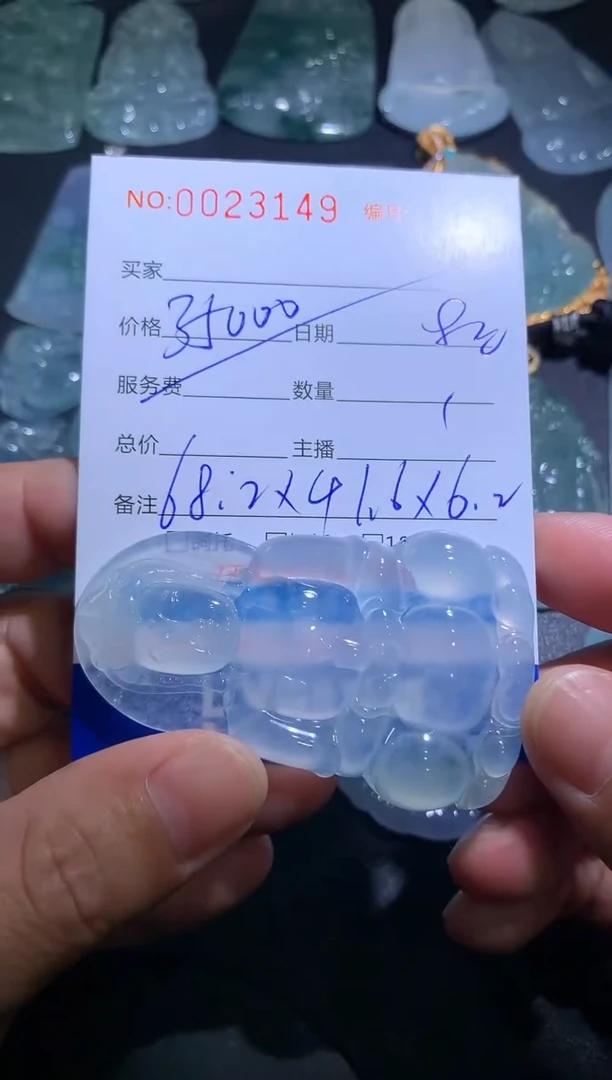 NO:0023149 编号
买家
价格 35000 日期 8.20
服务费 数量 1
总价 主播
备注 68.2×41.6×6.2